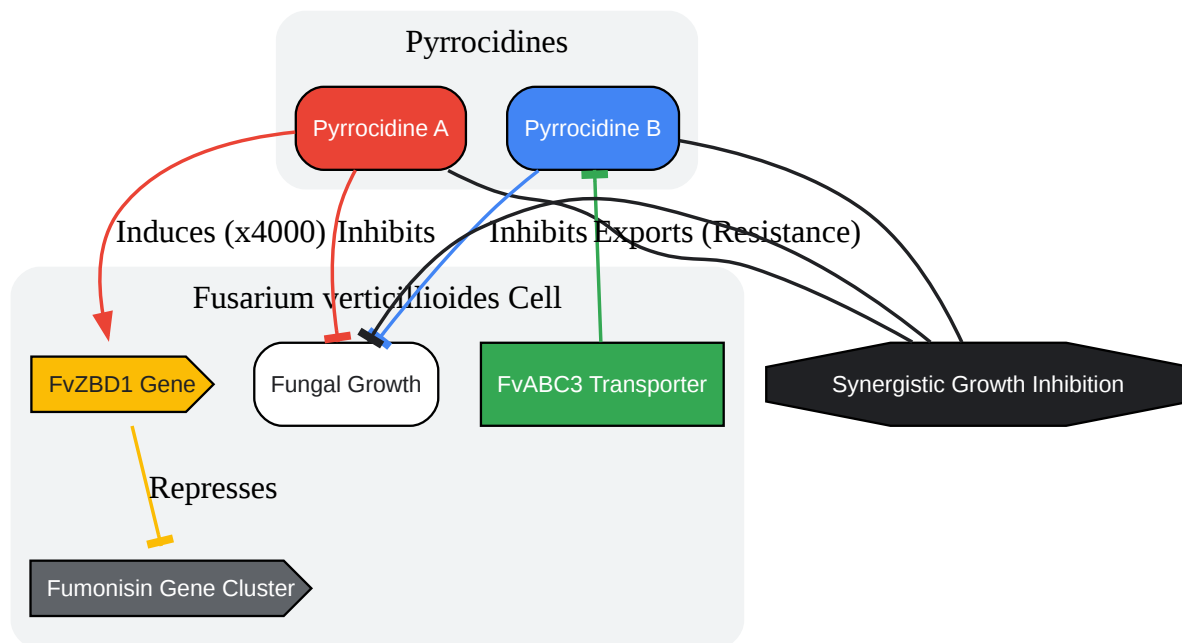 Pyrrocidines
Pyrrocidine A
Pyrrocidine B
Induces (x4000)
Inhibits
Inhibits
Exports (Resistance)
Fusarium verticillioides Cell
FvZBD1 Gene
Fungal Growth
FvABC3 Transporter
Synergistic Growth Inhibition
Represses
Fumonisin Gene Cluster